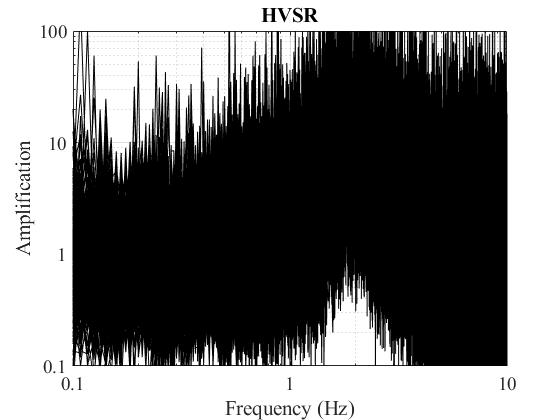 HVSR
100
10
1
0.1
Amplification
0.1 1 10
Frequency (Hz)